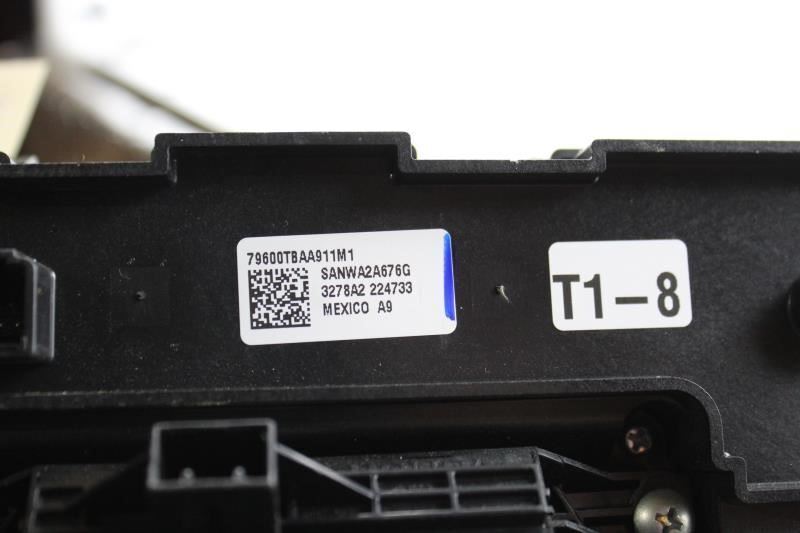 79600TBAA911M1
SANWA2A676G
3278A2 224733
MEXICO A9
T1-8